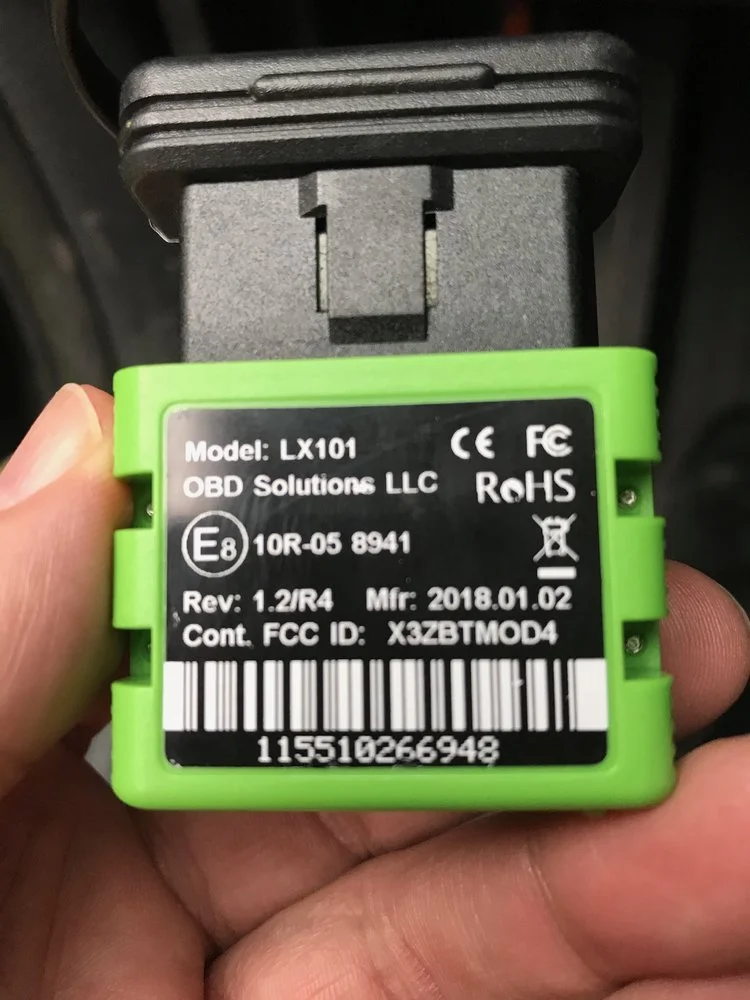 Model: LX101 CE FC
OBD Solutions LLC RoHS
E8 10R-05 8941
Rev: 1.2/R4 Mfr: 2018.01.02
Cont. FCC ID: X3ZBTMOD4
115510266948